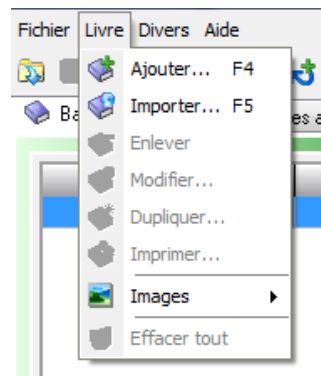 Fichier Livre Divers Aide
Ajouter... F4
Importer... F5
Enlever
Modifier...
Dupliquer...
Imprimer...
Images
Effacer tout